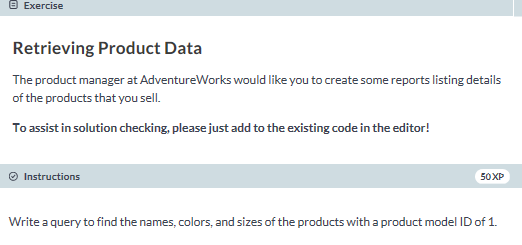 Exercise
Retrieving Product Data
The product manager at AdventureWorks would like you to create some reports listing details
of the products that you sell.
To assist in solution checking, please just add to the existing code in the editor!
Instructions
50 XP
Write a query to find the names, colors, and sizes of the products with a product model ID of 1.